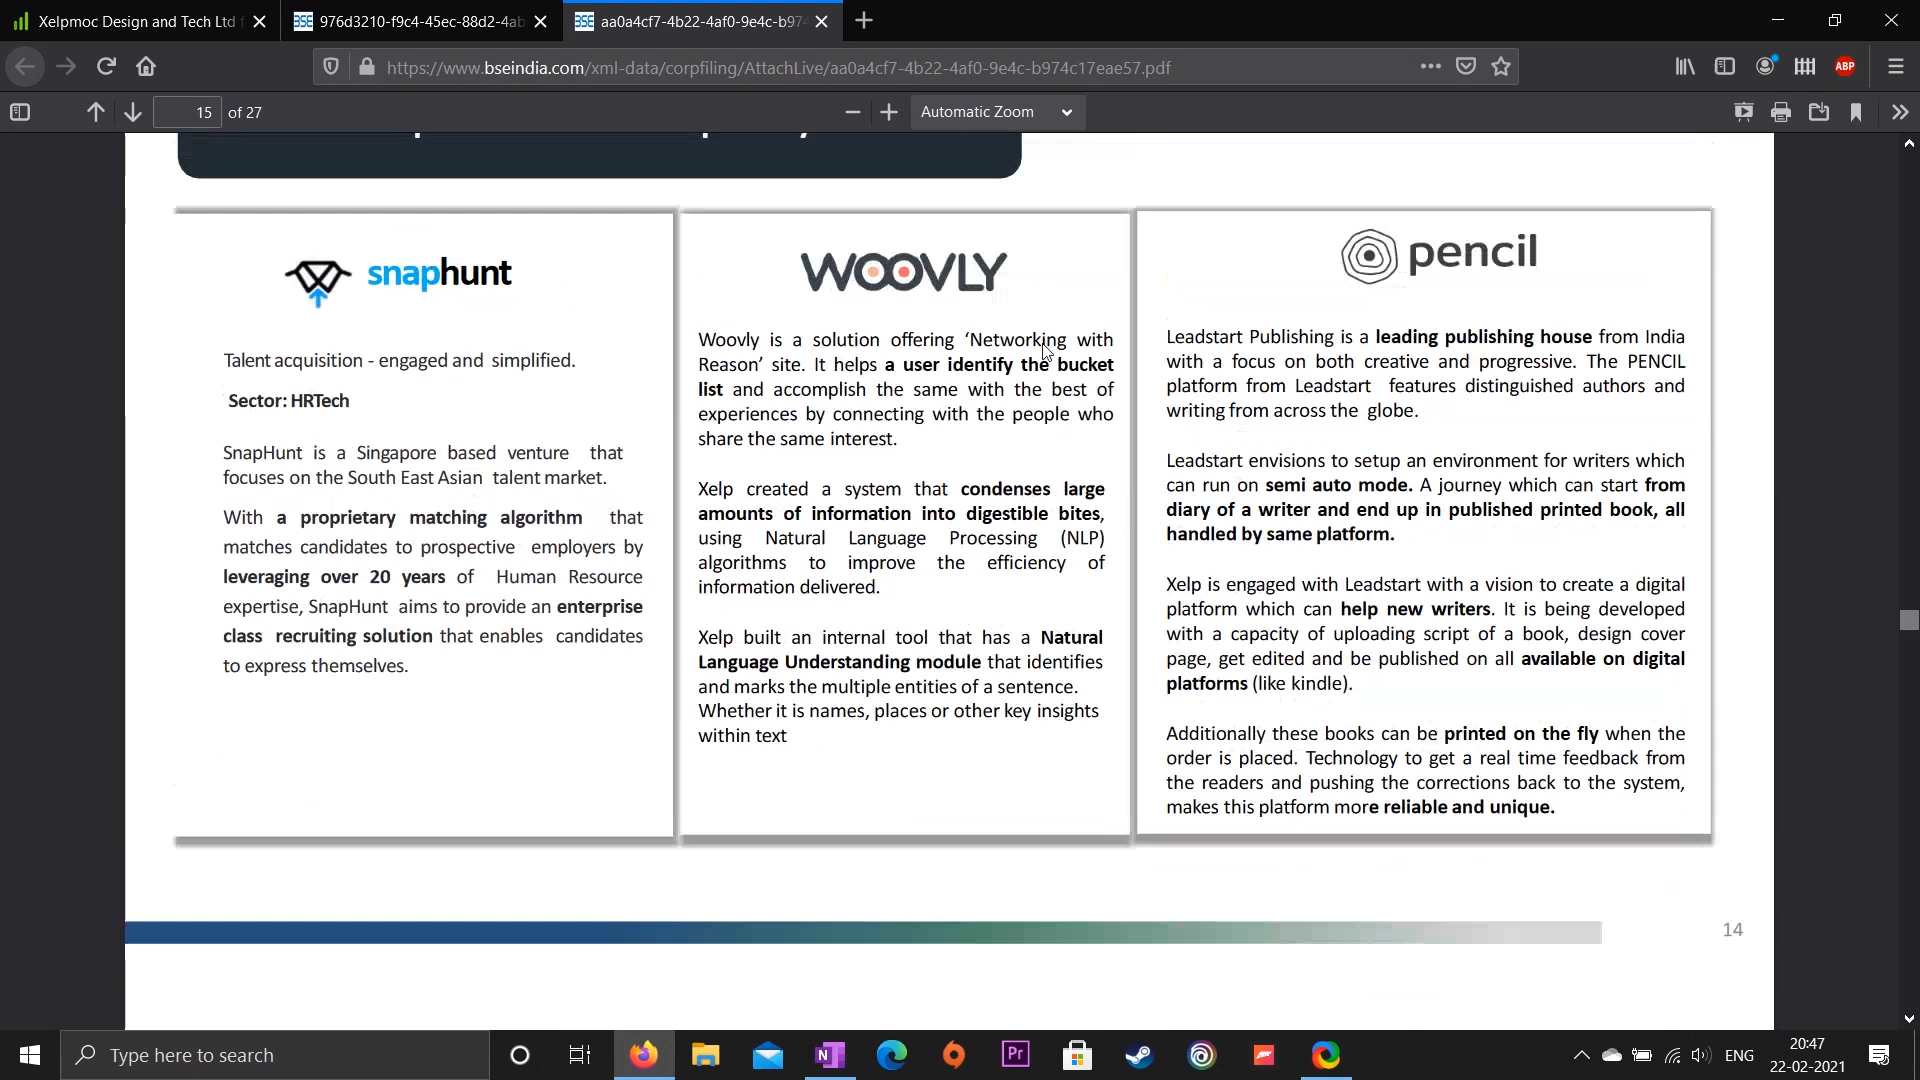 Xelpmoc Design and Tech Ltd f
976d3210-f9c4-45ec-88d2-4ab
aa0a4cf7-4b22-4af0-9e4c-b974
https://www.bseindia.com/xml-data/corpfiling/AttachLive/aa0a4cf7-4b22-4af0-9e4c-b974c17eae57.pdf
ABP
15 of 27
Automatic Zoom
snaphunt
Talent acquisition - engaged and simplified.
Sector: HRTech
SnapHunt is a Singapore based venture that
focuses on the South East Asian talent market.
With a proprietary matching algorithm that
matches candidates to prospective employers by
leveraging over 20 years of Human Resource
expertise, SnapHunt aims to provide an enterprise
class recruiting solution that enables candidates
to express themselves.
WOOVLY
Woovly is a solution offering ‘Networking with
Reason’ site. It helps a user identify the bucket
list and accomplish the same with the best of
experiences by connecting with the people who
share the same interest.
Xelp created a system that condenses large
amounts of information into digestible bites,
using Natural Language Processing (NLP)
algorithms to improve the efficiency of
information delivered.
Xelp built an internal tool that has a Natural
Language Understanding module that identifies
and marks the multiple entities of a sentence.
Whether it is names, places or other key insights
within text
pencil
Leadstart Publishing is a leading publishing house from India
with a focus on both creative and progressive. The PENCIL
platform from Leadstart features distinguished authors and
writing from across the globe.
Leadstart envisions to setup an environment for writers which
can run on semi auto mode. A journey which can start from
diary of a writer and end up in published printed book, all
handled by same platform.
Xelp is engaged with Leadstart with a vision to create a digital
platform which can help new writers. It is being developed
with a capacity of uploading script of a book, design cover
page, get edited and be published on all available on digital
platforms (like kindle).
Additionally these books can be printed on the fly when the
order is placed. Technology to get a real time feedback from
the readers and pushing the corrections back to the system,
makes this platform more reliable and unique.
14
Type here to search
N
Pr
ENG
20:47
22-02-2021